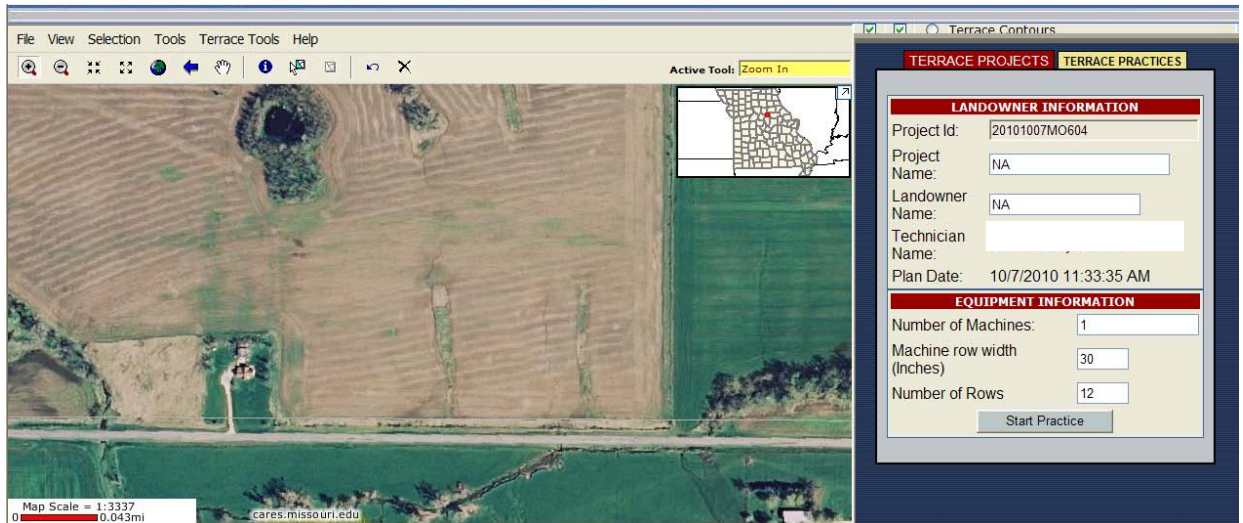 File View Selection Tools Terrace Tools Help
Active Tool: Zoom In
Terrace Contours
TERRACE PROJECTS TERRACE PRACTICES
LANDOWNER INFORMATION
Project Id: 20101007MO604
Project Name: NA
Landowner Name: NA
Technician Name:
Plan Date: 10/7/2010 11:33:35 AM
EQUIPMENT INFORMATION
Number of Machines: 1
Machine row width (Inches) 30
Number of Rows 12
Start Practice
Map Scale = 1:3337
0 0.043mi
cares.missouri.edu